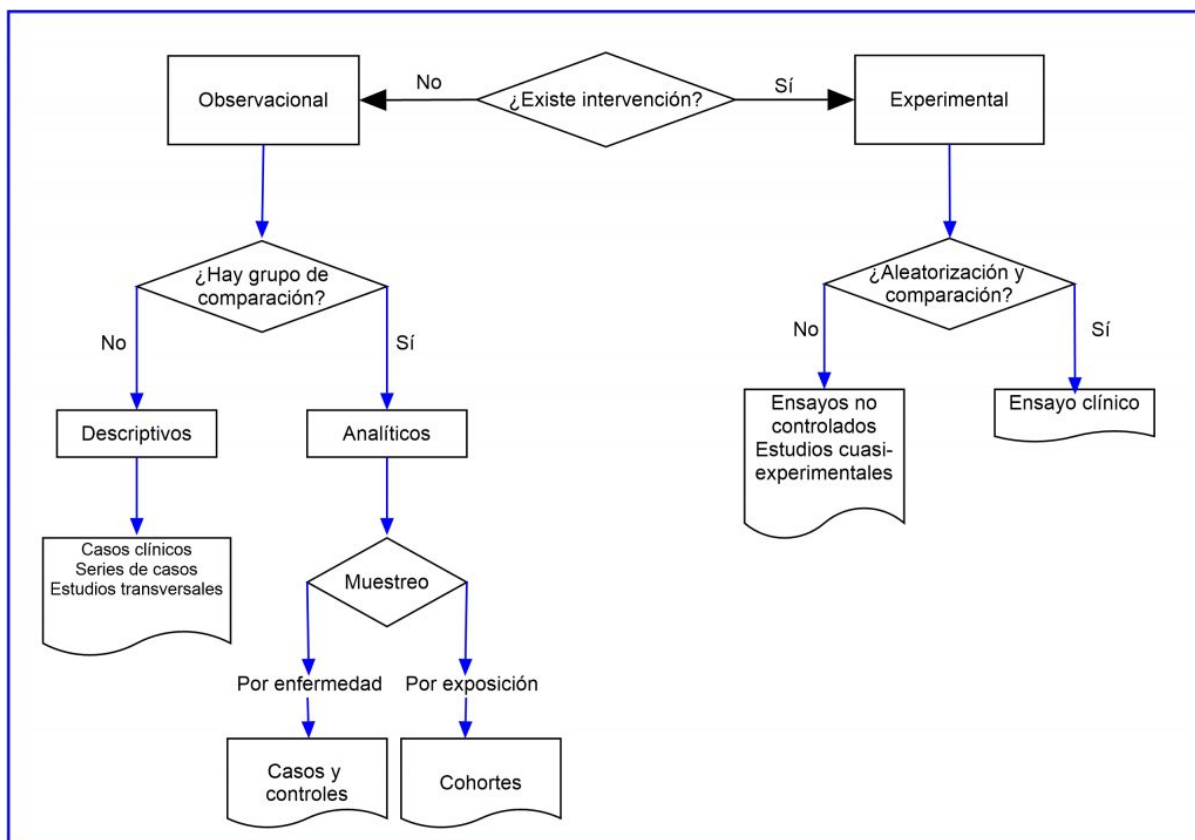 Observacional
No
¿Existe intervención?
Sí
Experimental
¿Hay grupo de
comparación?
No
Sí
¿Aleatorización y
comparación?
No
Sí
Descriptivos
Analíticos
Ensayos no
controlados
Estudios cuasi-
experimentales
Ensayo clínico
Casos clínicos
Series de casos
Estudios transversales
Muestreo
Por enfermedad
Por exposición
Casos y
controles
Cohortes